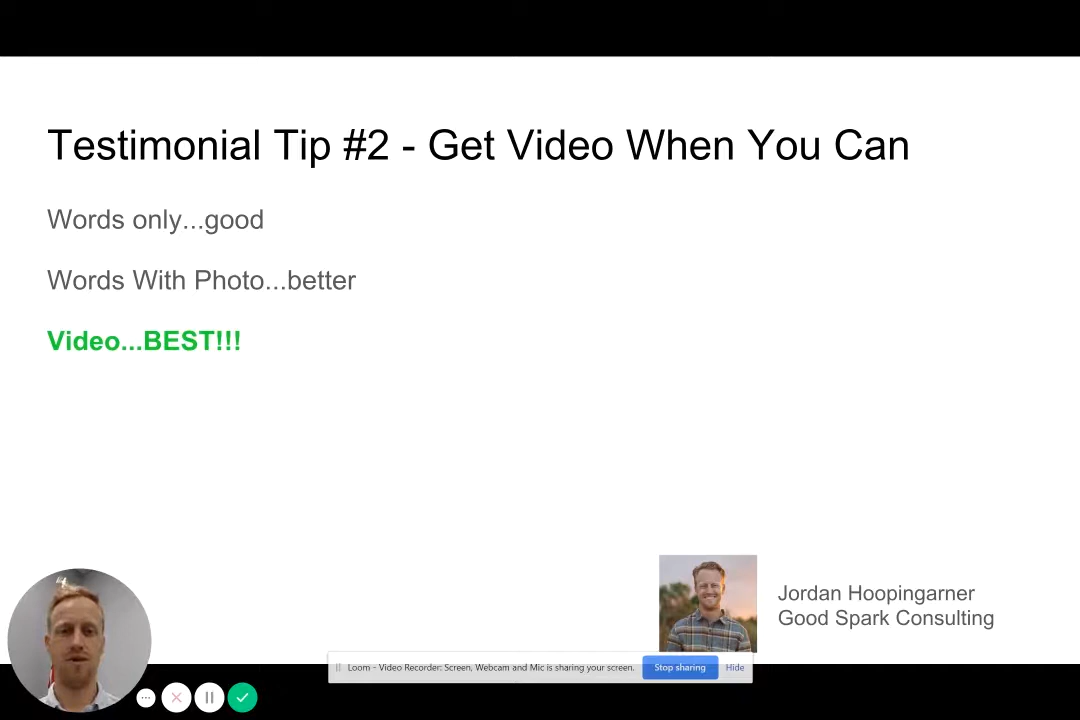 Testimonial Tip #2 - Get Video When You Can
Words only...good
Words With Photo...better
Video...BEST!!!
Jordan Hoopingarner
Good Spark Consulting
Loom - Video Recorder: Screen, Webcam and Mic is sharing your screen. Stop sharing Hide